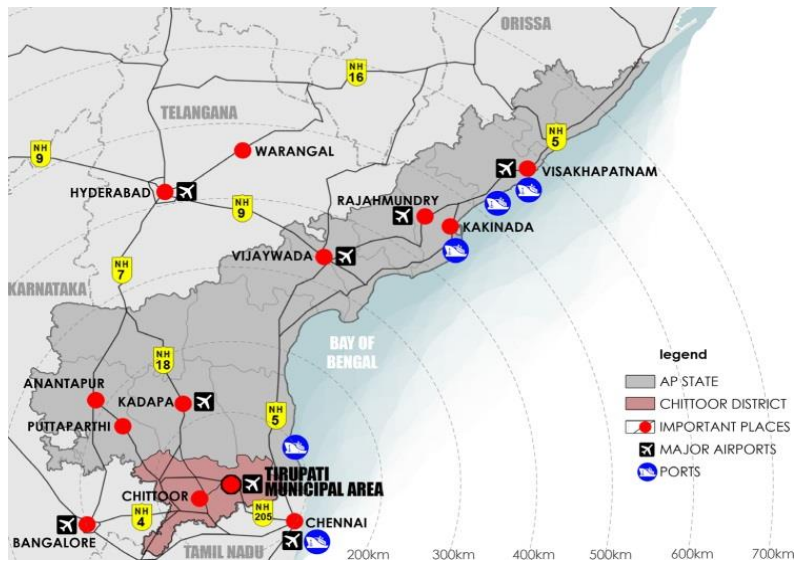 ORISSA
NH
16
TELANGANA
NH
5
NH
9
WARANGAL
VISAKHAPATNAM
HYDERABAD
NH
9
RAJAHMUNDRY
KAKINADA
VIJAYWADA
NH
7
KARNATAKA
BAY OF
BENGAL
NH
18
legend
ANANTAPUR
AP STATE
KADAPA
CHITTOOR DISTRICT
NH
5
PUTTAPARTHI
IMPORTANT PLACES
MAJOR AIRPORTS
PORTS
TIRUPATI
MUNICIPAL AREA
CHITTOOR
NH
4
NH
205
CHENNAI
BANGALORE
TAMIL NADU
200km
300km
400km
500km
600km
700km